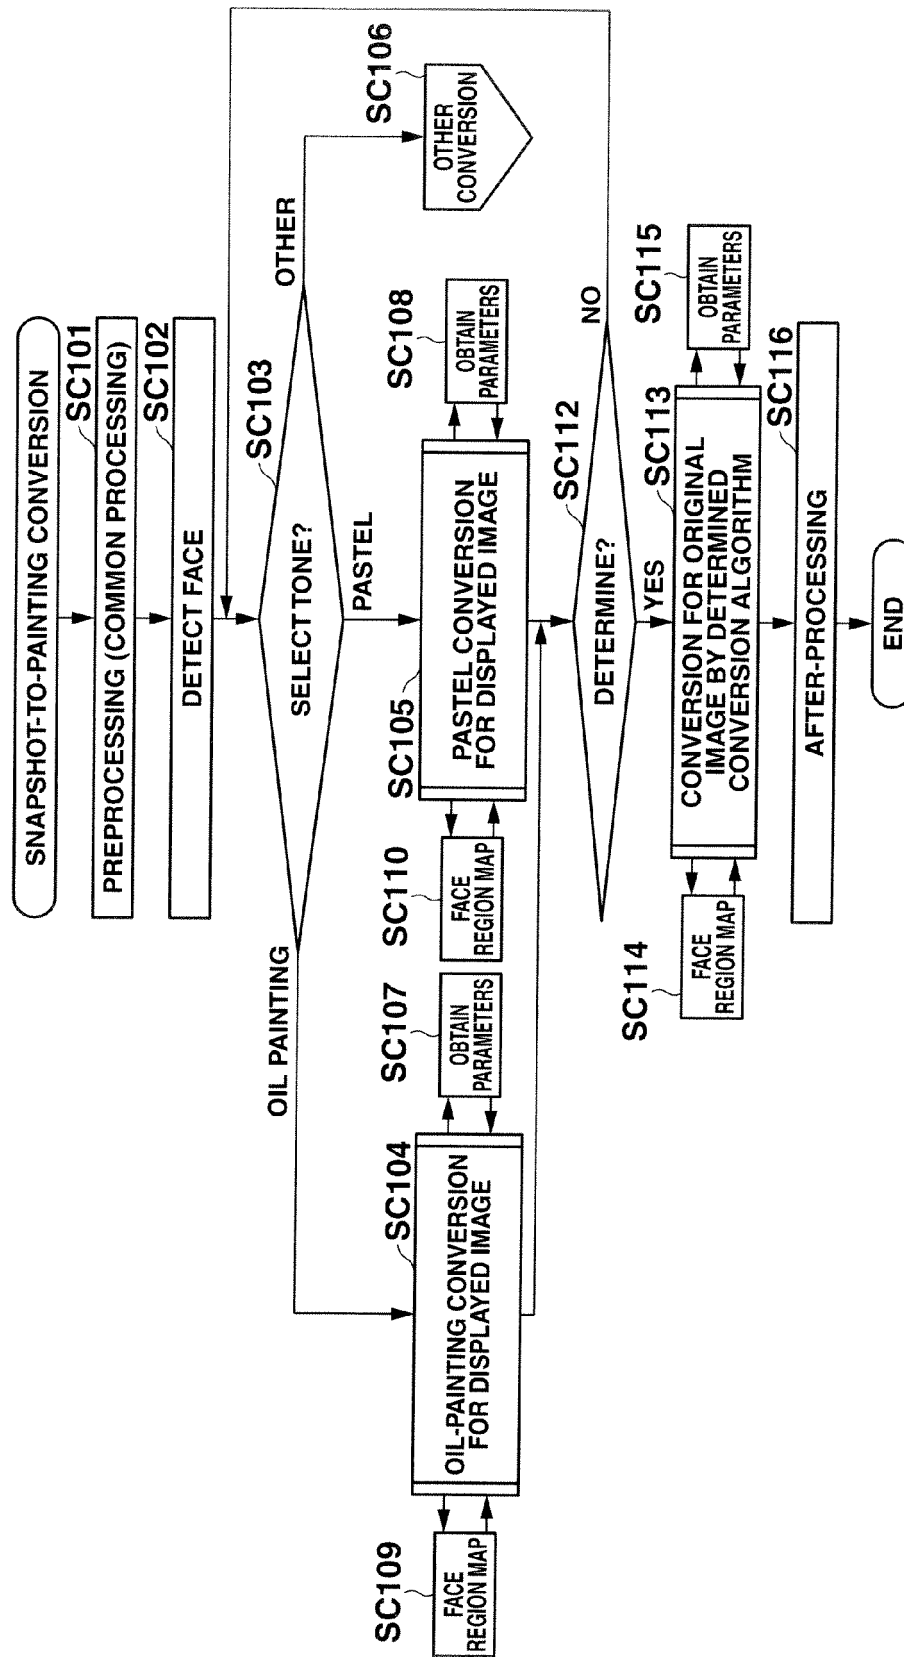 SNAPSHOT-TO-PAINTING CONVERSION
SC101
PREPROCESSING (COMMON PROCESSING)
SC102
DETECT FACE
SC103
SELECT TONE?
OIL PAINTING
PASTEL
OTHER
SC106
OTHER
CONVERSION
SC109
FACE
REGION MAP
SC104
OIL-PAINTING CONVERSION
FOR DISPLAYED IMAGE
SC107
OBTAIN
PARAMETERS
SC110
FACE
REGION MAP
SC105
PASTEL CONVERSION
FOR DISPLAYED IMAGE
SC108
OBTAIN
PARAMETERS
SC112
DETERMINE?
NO
YES
SC114
FACE
REGION MAP
SC113
CONVERSION FOR ORIGINAL
IMAGE BY DETERMINED
CONVERSION ALGORITHM
SC115
OBTAIN
PARAMETERS
SC116
AFTER-PROCESSING
END